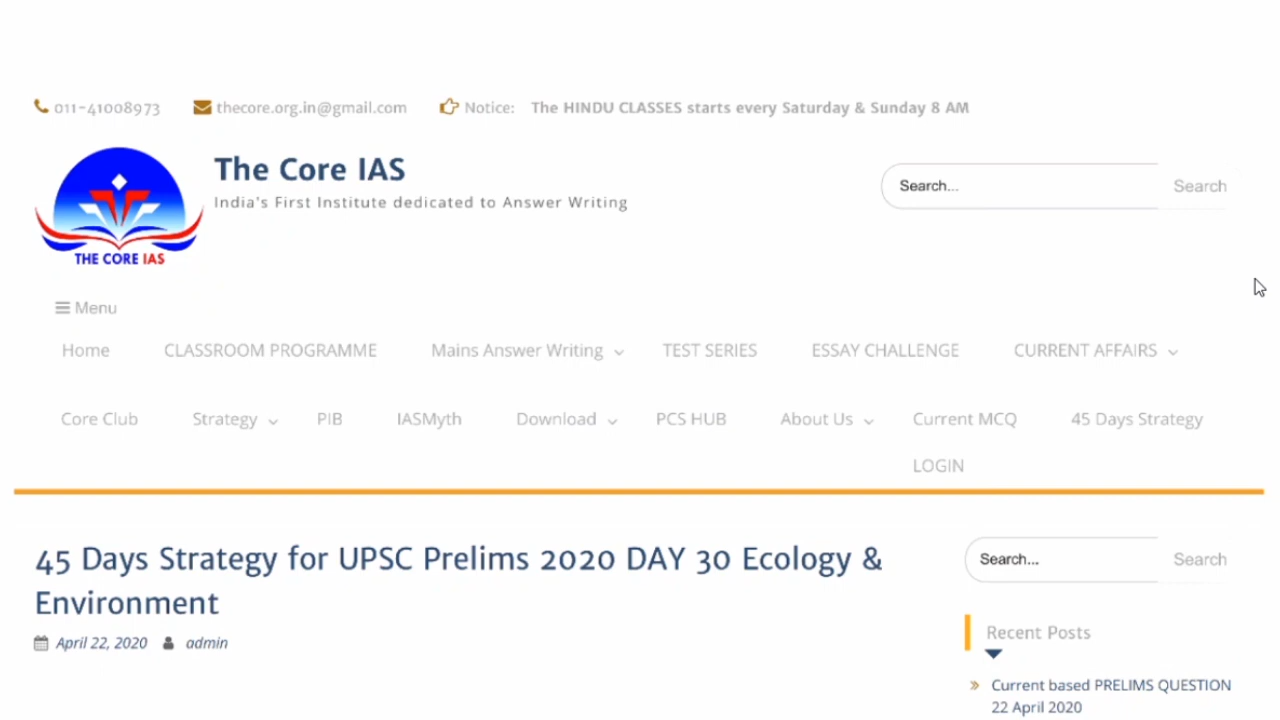 011-41008973 thecore.org.in@gmail.com Notice: The HINDU CLASSES starts every Saturday & Sunday 8 AM
The Core IAS
India's First Institute dedicated to Answer Writing
Search... Search
THE CORE IAS
Menu
Home CLASSROOM PROGRAMME Mains Answer Writing TEST SERIES ESSAY CHALLENGE CURRENT AFFAIRS
Core Club Strategy PIB IASMyth Download PCS HUB About Us Current MCQ 45 Days Strategy
LOGIN
45 Days Strategy for UPSC Prelims 2020 DAY 30 Ecology &
Environment
April 22, 2020 admin
Search... Search
Recent Posts
» Current based PRELIMS QUESTION
22 April 2020